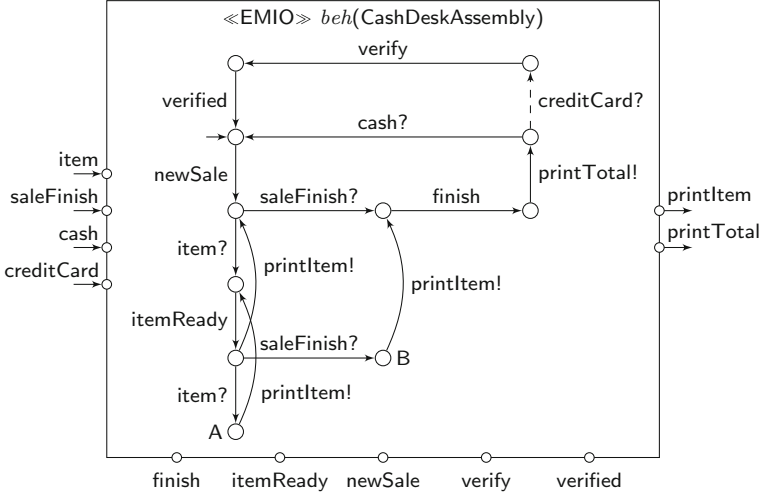 ≪EMIO≫ beh(CashDeskAssembly)
verify
verified
creditCard?
cash?
item
newSale
printTotal!
saleFinish
saleFinish?
finish
printItem
cash
item?
printItem!
printTotal
creditCard
printItem!
itemReady
saleFinish?
B
item?
printItem!
A
finish
itemReady
newSale
verify
verified